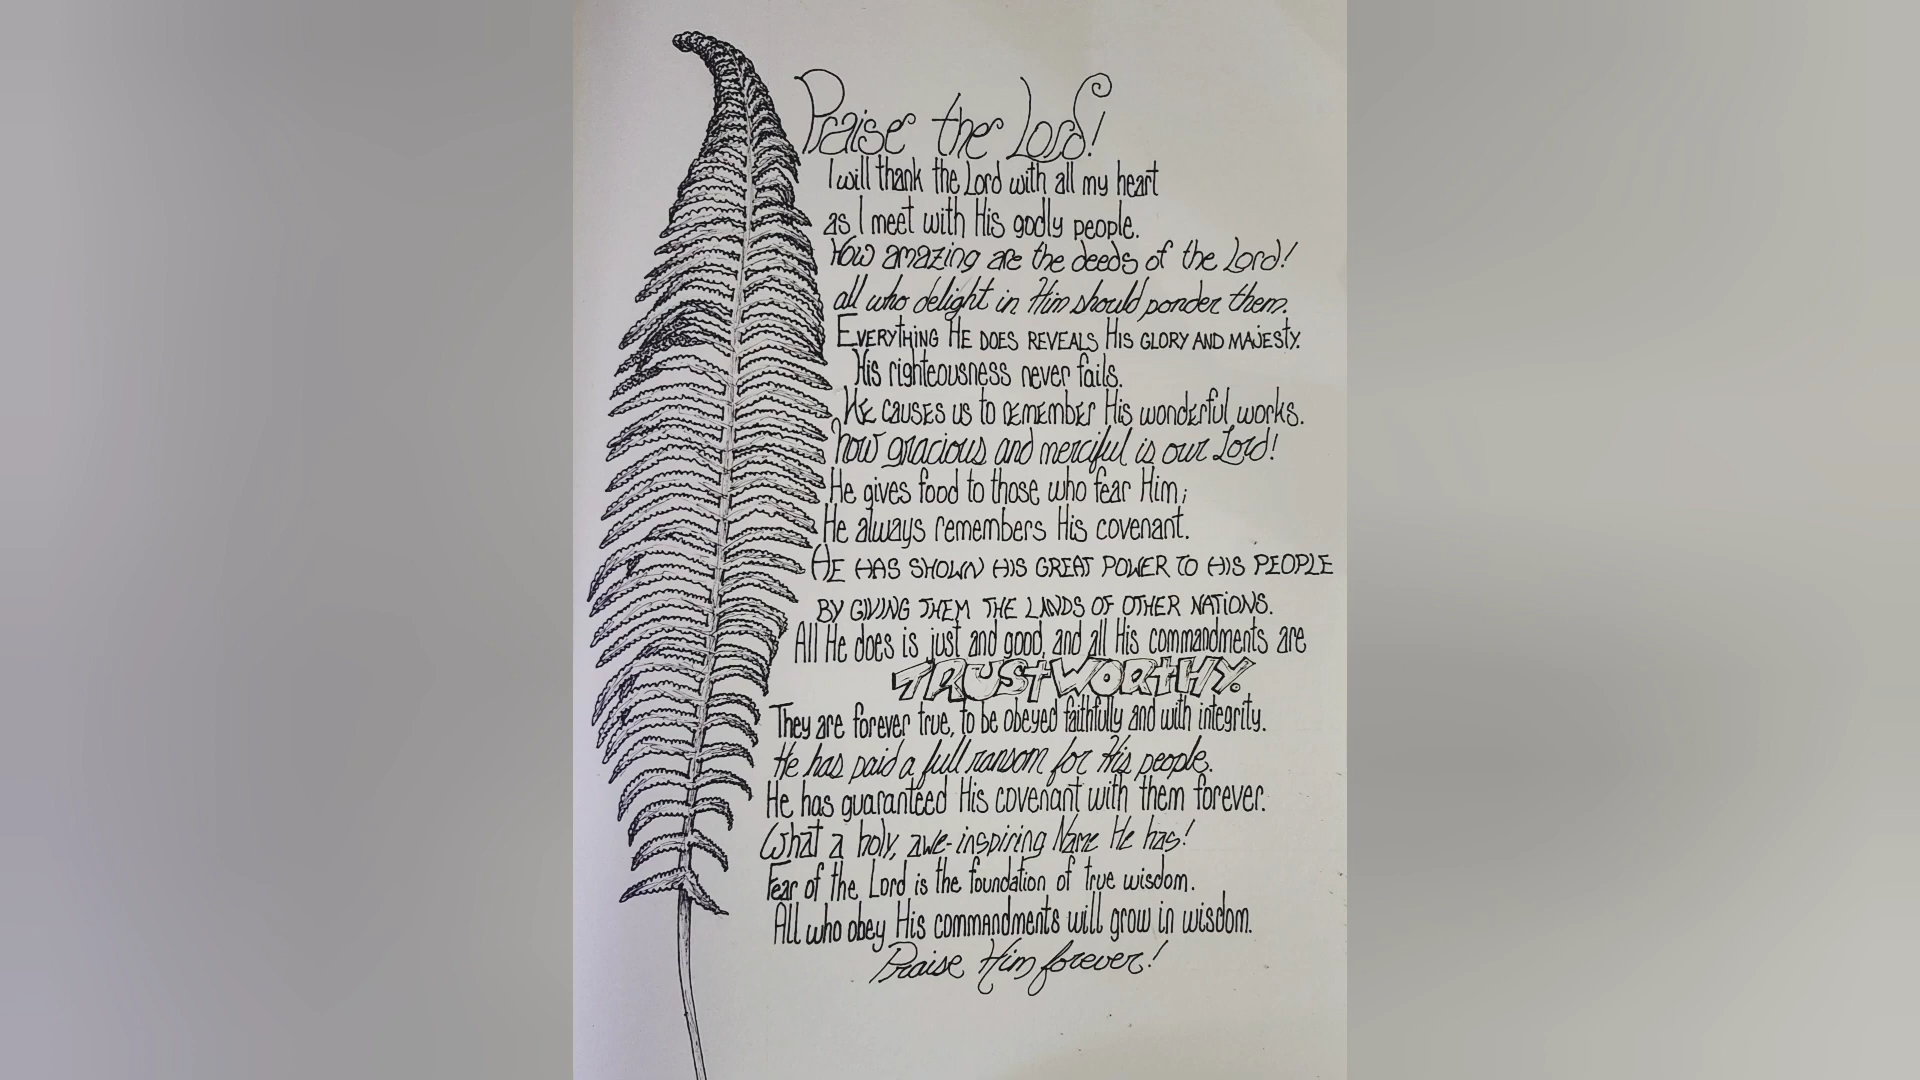 Praise the Lord!
I will thank the Lord with all my heart
as I meet with His godly people.
How amazing are the deeds of the Lord!
all who delight in Him should ponder them.
EVERYTHING HE DOES REVEALS HIS GLORY AND MAJESTY.
His righteousness never fails.
HE CAUSES US TO REMEMBER HIS WONDERFUL WORKS.
how gracious and merciful is our Lord!
He gives food to those who fear Him;
He always remembers His covenant.
HE HAS SHOWN HIS GREAT POWER TO HIS PEOPLE
BY GIVING THEM THE LANDS OF OTHER NATIONS.
All He does is just and good, and all His commandments are
TRUSTWORTHY.
They are forever true, to be obeyed faithfully and with integrity.
He has paid a full ransom for His people.
He has guaranteed His covenant with them forever.
What a holy, awe-inspiring Name He has!
Fear of the Lord is the foundation of true wisdom.
All who obey His commandments will grow in wisdom.
Praise Him forever!